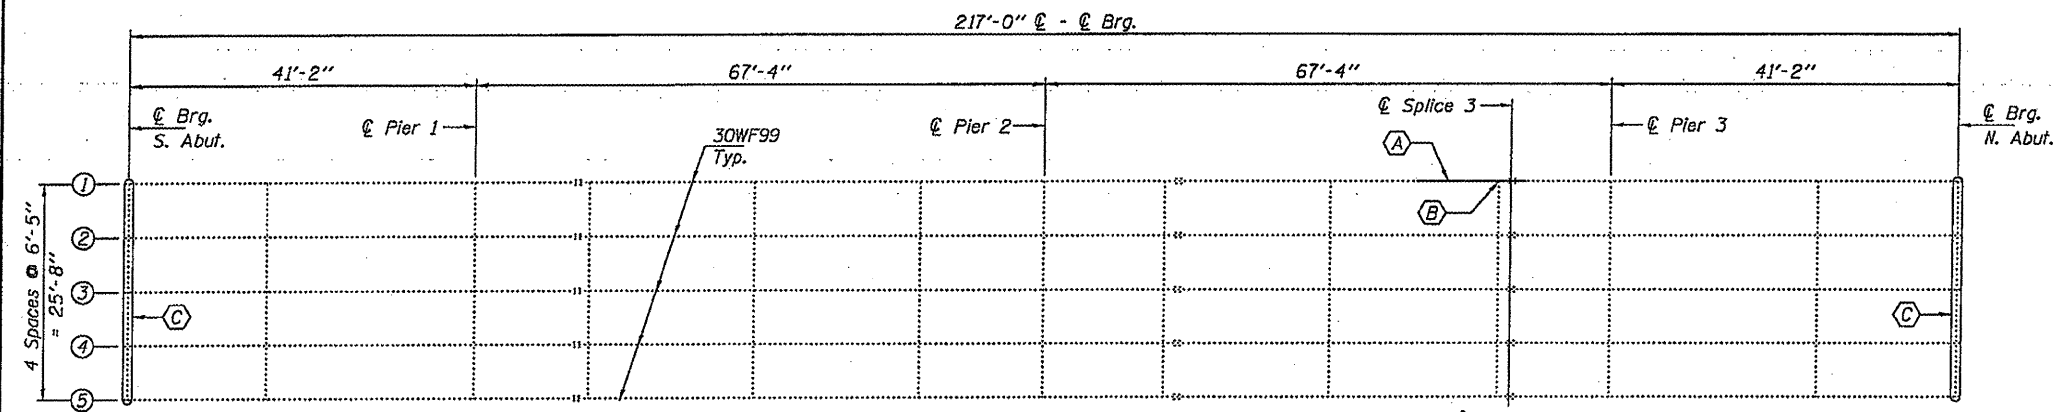 217'-0" ℄ - ℄ Brg.
41'-2"
67'-4"
67'-4"
41'-2"
℄ Brg.
S. Abut.
℄ Pier 1
30WF99
Typ.
℄ Pier 2
℄ Splice 3
℄ Pier 3
℄ Brg.
N. Abut.
A
B
4 Spaces @ 6'-5"
= 25'-8"
1
2
3
4
5
C
C